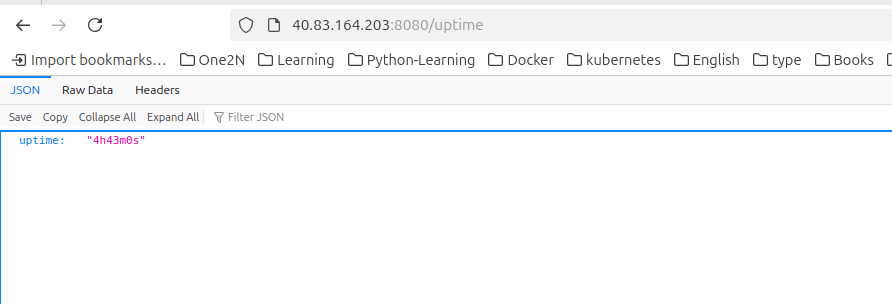 40.83.164.203:8080/uptime
Import bookmarks… One2N Learning Python-Learning Docker kubernetes English type Books
JSON Raw Data Headers
Save Copy Collapse All Expand All Filter JSON
uptime: "4h43m0s"